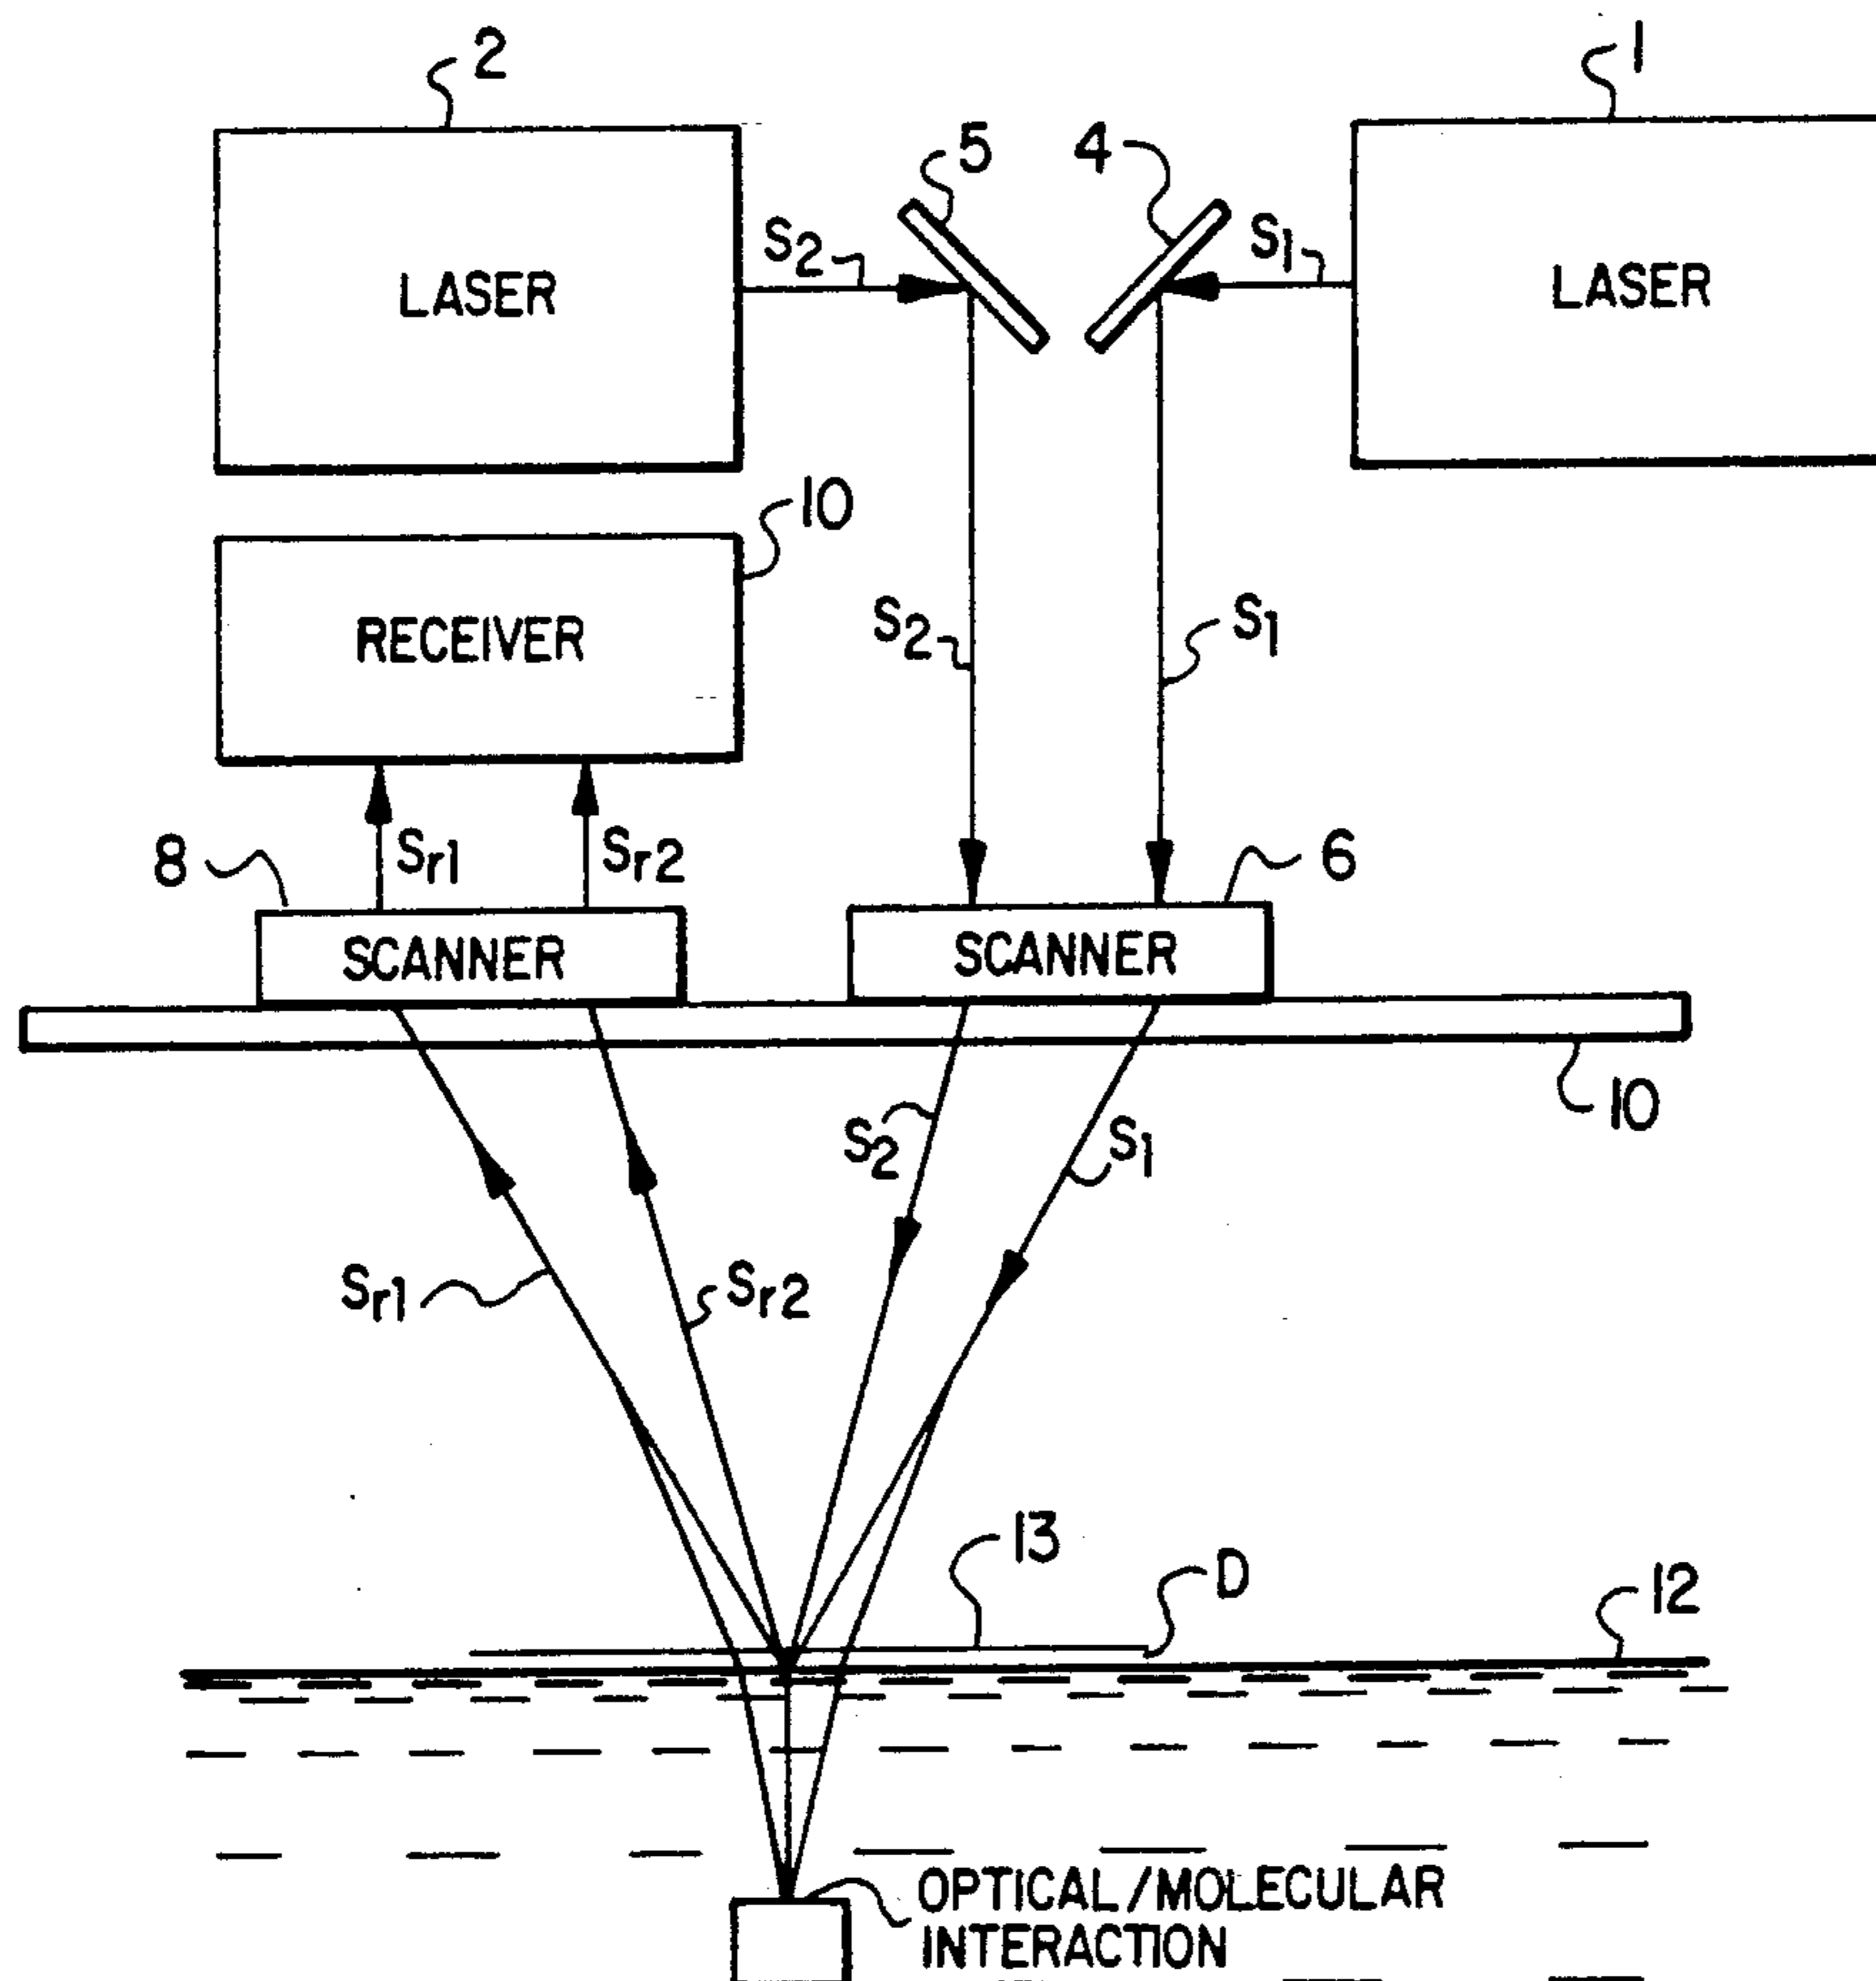 2
1
5
4
S2
S1
LASER
LASER
10
RECEIVER
S2
S1
8
Sr1
Sr2
6
SCANNER
SCANNER
10
S2
S1
Sr1
Sr2
13
D
12
OPTICAL/MOLECULAR
INTERACTION